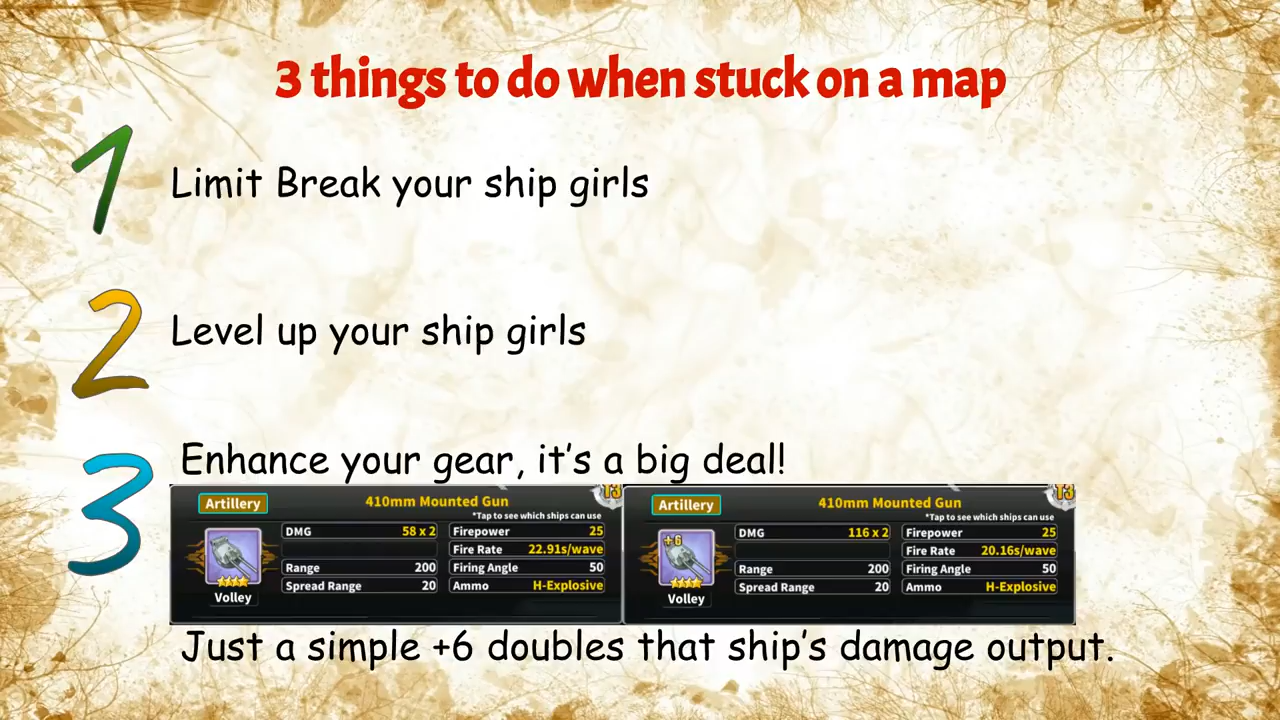 3 things to do when stuck on a map
1 Limit Break your ship girls
2 Level up your ship girls
3 Enhance your gear, it's a big deal!
Artillery
410mm Mounted Gun
T3
*Tap to see which ships can use
DMG 58 x 2
Firepower 25
Fire Rate 22.91s/wave
Range 200
Firing Angle 50
Spread Range 20
Ammo H-Explosive
Volley
Artillery
410mm Mounted Gun
T3
*Tap to see which ships can use
+6
DMG 116 x 2
Firepower 25
Fire Rate 20.16s/wave
Range 200
Firing Angle 50
Spread Range 20
Ammo H-Explosive
Volley
Just a simple +6 doubles that ship's damage output.